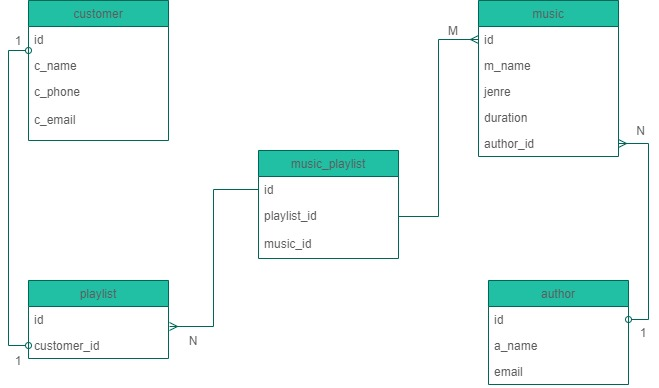 customer
id
c_name
c_phone
c_email
1
music
id
m_name
jenre
duration
author_id
M
N
music_playlist
id
playlist_id
music_id
playlist
id
customer_id
1
N
author
id
a_name
email
1